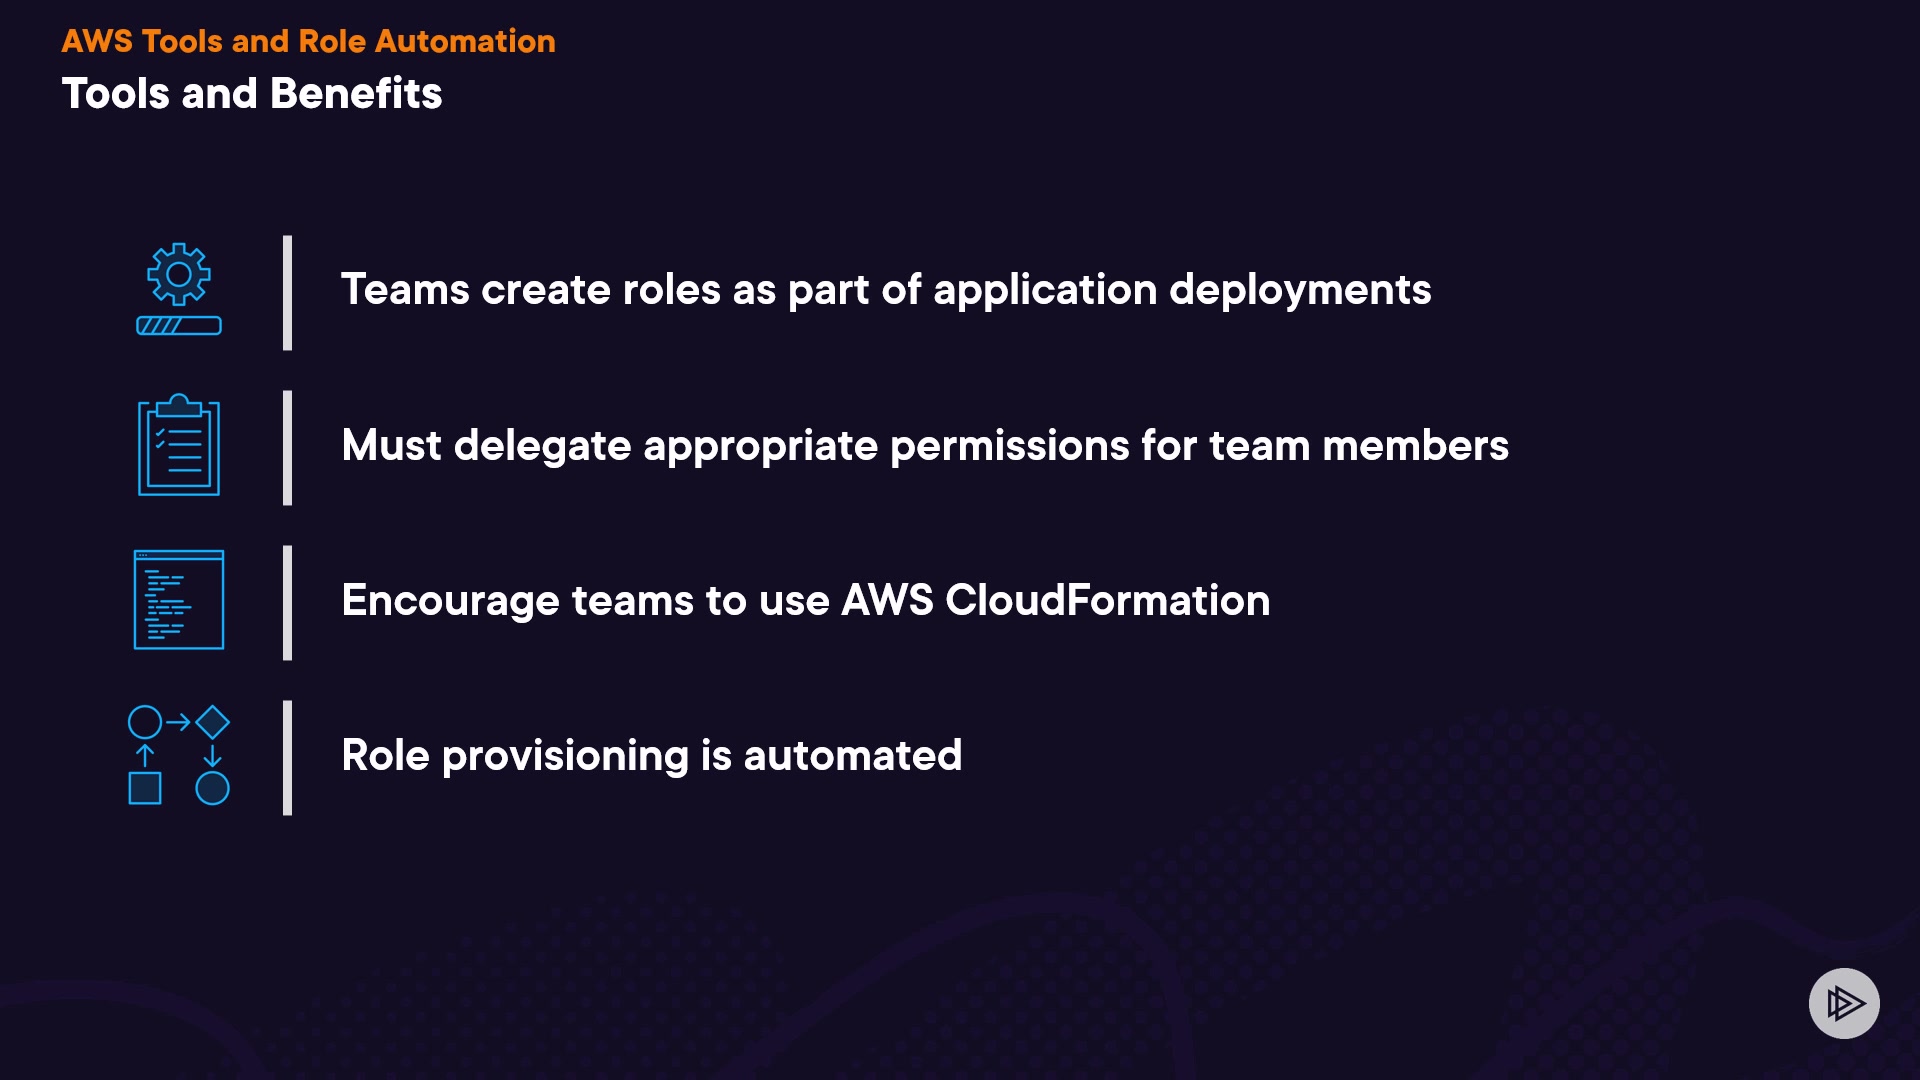 AWS Tools and Role Automation
Tools and Benefits
Teams create roles as part of application deployments
Must delegate appropriate permissions for team members
Encourage teams to use AWS CloudFormation
Role provisioning is automated